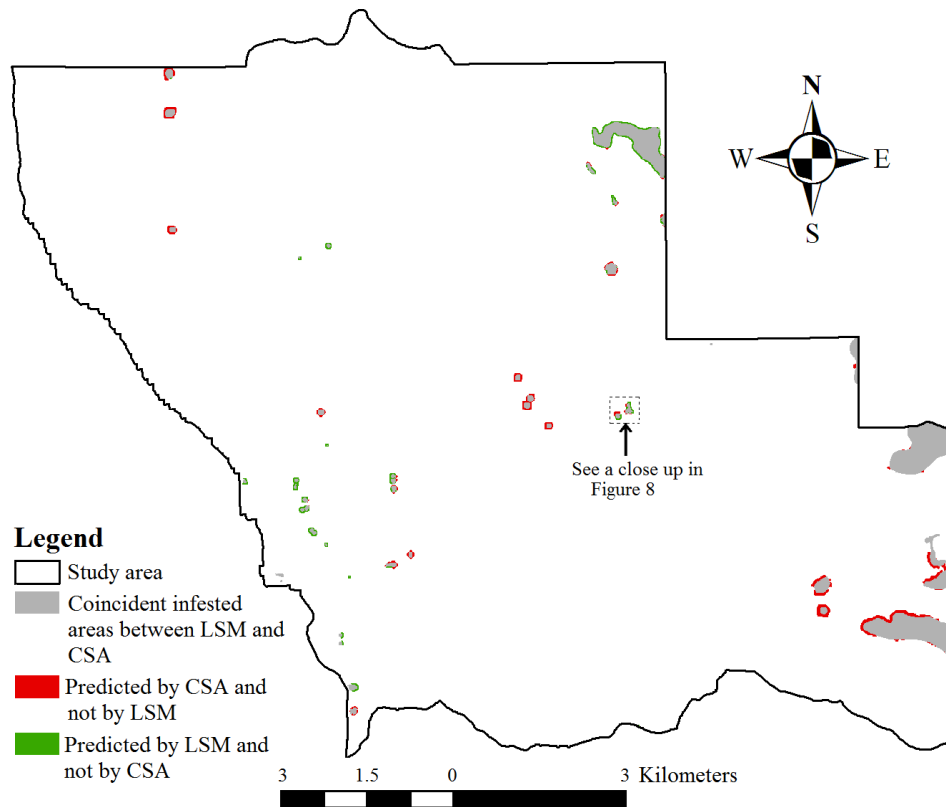 N
W
E
S
See a close up in
Figure 8
Legend
Study area
Coincident infested
areas between LSM and
CSA
Predicted by CSA and
not by LSM
Predicted by LSM and
not by CSA
3 1.5 0 3 Kilometers